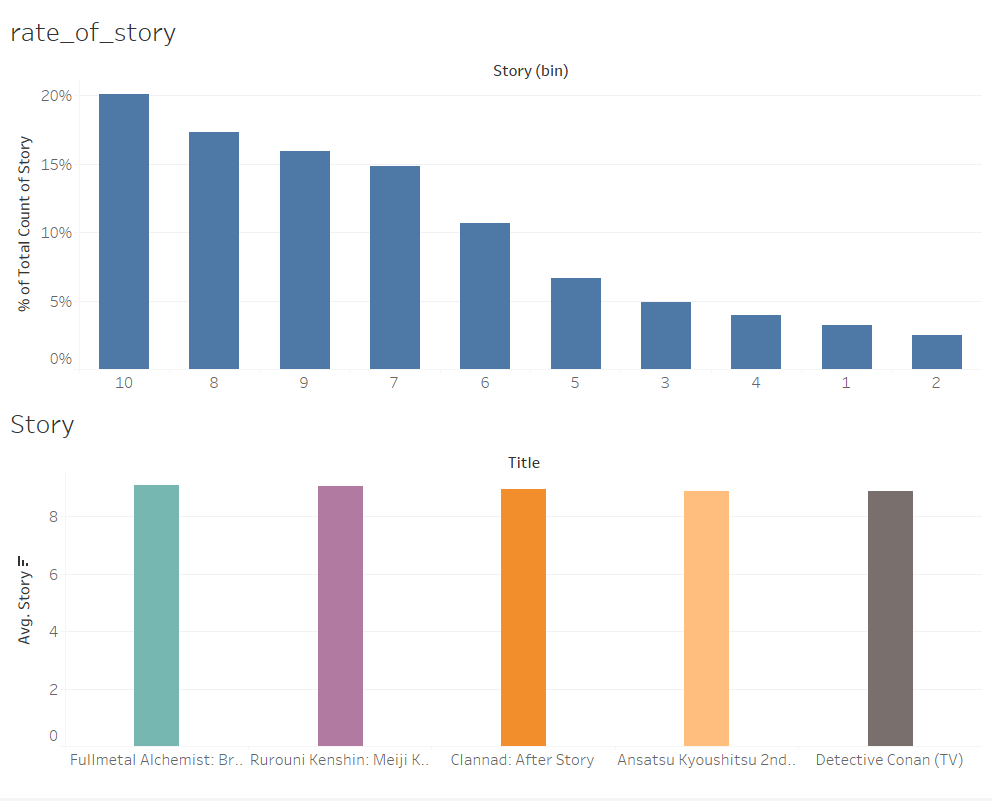 rate_of_story
Story (bin)
% of Total Count of Story
20%
15%
10%
5%
0%
10 8 9 7 6 5 3 4 1 2
Story
Title
Avg. Story
8
6
4
2
0
Fullmetal Alchemist: Br.. Rurouni Kenshin: Meiji K.. Clannad: After Story Ansatsu Kyoushitsu 2nd.. Detective Conan (TV)